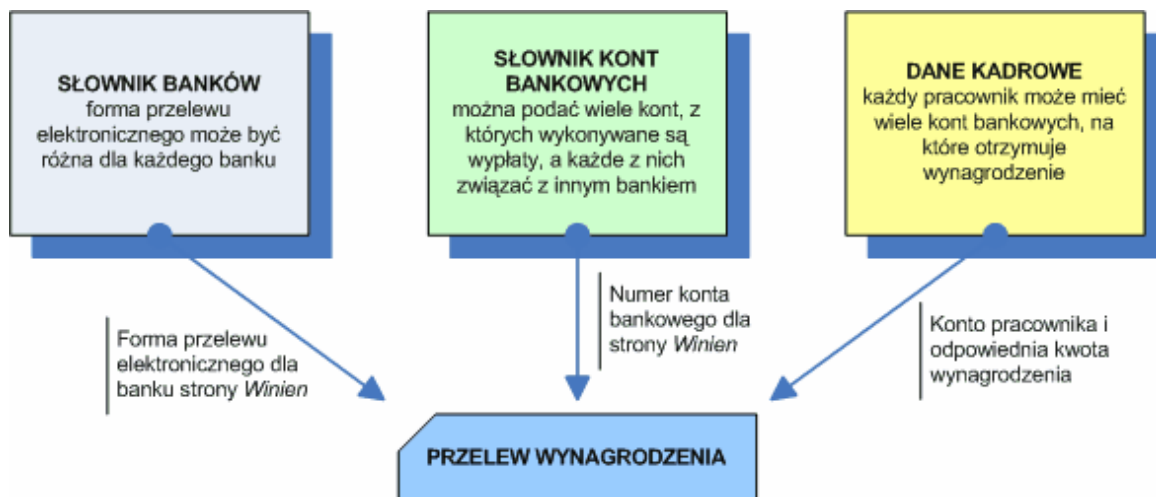 SŁOWNIK BANKÓW
forma przelewu
elektronicznego może być
różna dla każdego banku
SŁOWNIK KONT
BANKOWYCH
można podać wiele kont, z
których wykonywane są
wypłaty, a każde z nich
związać z innym bankiem
DANE KADROWE
każdy pracownik może mieć
wiele kont bankowych, na
które otrzymuje
wynagrodzenie
Forma przelewu
elektronicznego dla
banku strony Winien
Numer konta
bankowego dla
strony Winien
Konto pracownika i
odpowiednia kwota
wynagrodzenia
PRZELEW WYNAGRODZENIA